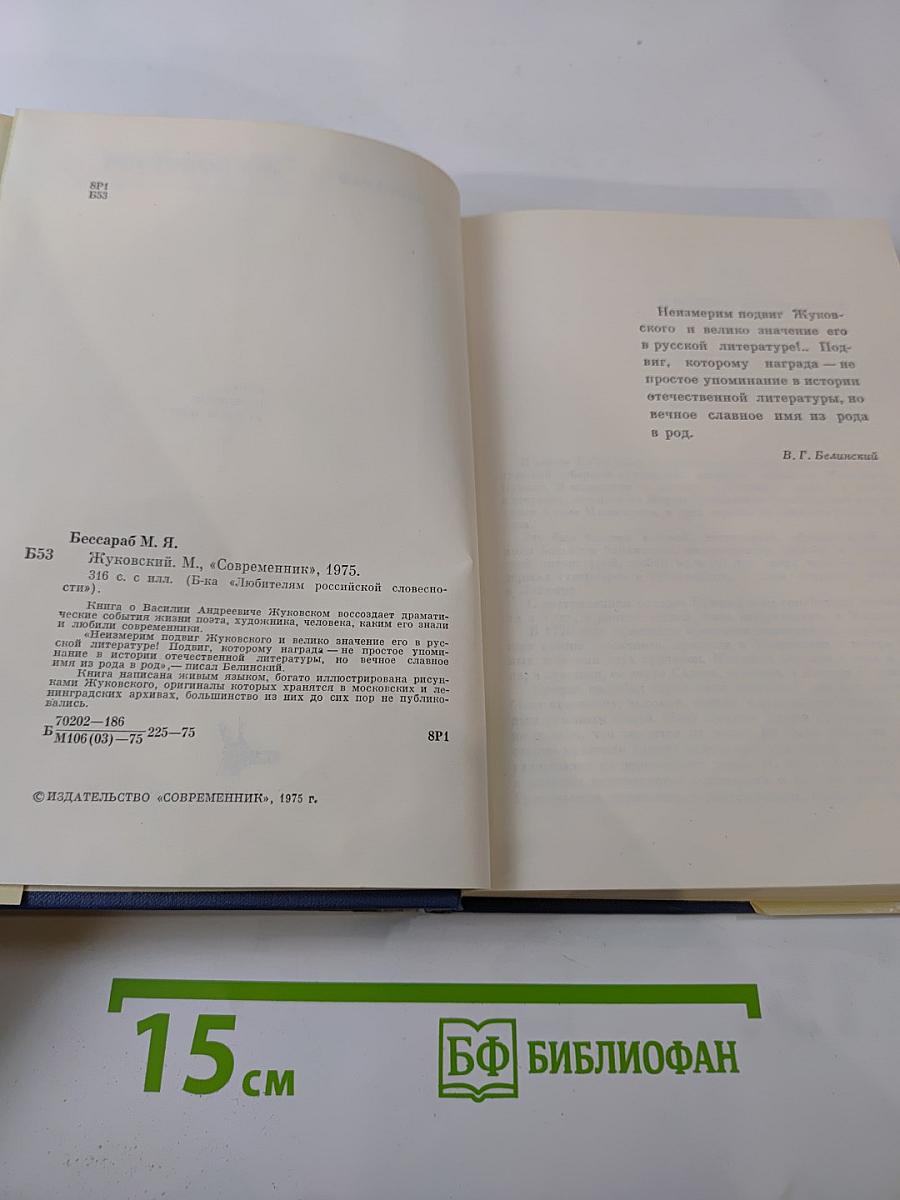 8Р1
Б53
Бессараб М. Я.
Б53
Жуковский. М., «Современник», 1975.
316 с. с илл. (Б-ка «Любителям российской словесно-
сти»).
Книга о Василии Андреевиче Жуковском воссоздает драмати-
ческие события жизни поэта, художника, человека, каким его знали
и любили современники.
«Неизмерим подвиг Жуковского и велико значение его в рус-
ской литературе! Подвиг, которому награда — не простое упоми-
нание в истории отечественной литературы, но вечное славное
имя из рода в род»,— писал Белинский.
Книга написана живым языком, богато иллюстрирована рисун-
ками Жуковского, оригиналы которых хранятся в московских и ле-
нинградских архивах, большинство из них до сих пор не публико-
вались.
70202—186
Б 225—75
М106(03)—75
8Р1
© ИЗДАТЕЛЬСТВО «СОВРЕМЕННИК», 1975 г.
Неизмерим подвиг Жуков-
ского и велико значение его
в русской литературе!.. Под-
виг, которому награда — не
простое упоминание в истории
отечественной литературы, но
вечное славное имя из рода
в род.
В. Г. Белинский
15 см
БФ БИБЛИОФАН